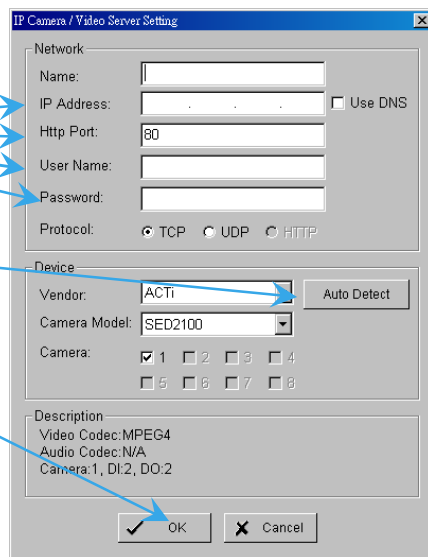 IP Camera / Video Server Setting
Network
Name:
IP Address: . . . Use DNS
Http Port: 80
User Name:
Password:
Protocol: TCP UDP HTTP
Device
Vendor: ACTi Auto Detect
Camera Model: SED2100
Camera: 1 2 3 4
5 6 7 8
Description
Video Codec:MPEG4
Audio Codec:N/A
Camera:1, DI:2, DO:2
OK Cancel